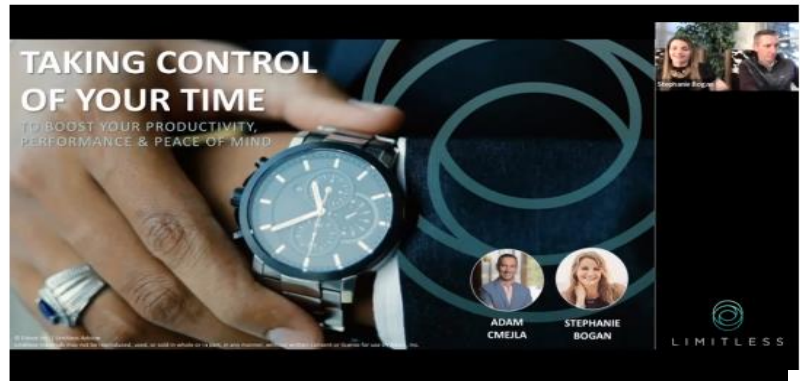 TAKING CONTROL
OF YOUR TIME
TO BOOST YOUR PRODUCTIVITY,
PERFORMANCE & PEACE OF MIND
Stephanie Bogan
ADAM
CMEJLA
STEPHANIE
BOGAN
LIMITLESS